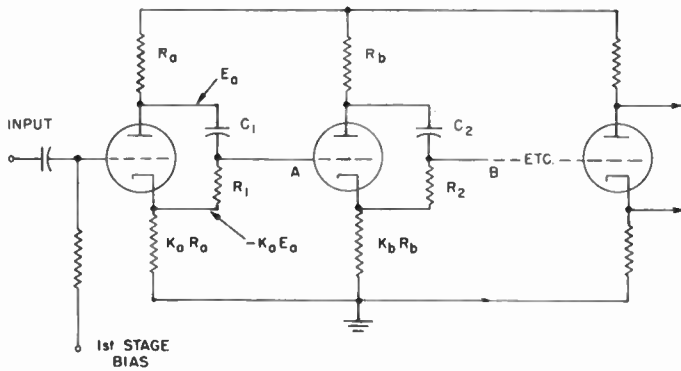 Ra
Rb
Ea
INPUT
C1
C2
A
R1
B
ETC.
R2
KaRa
-KaEa
KbRb
1st STAGE
BIAS